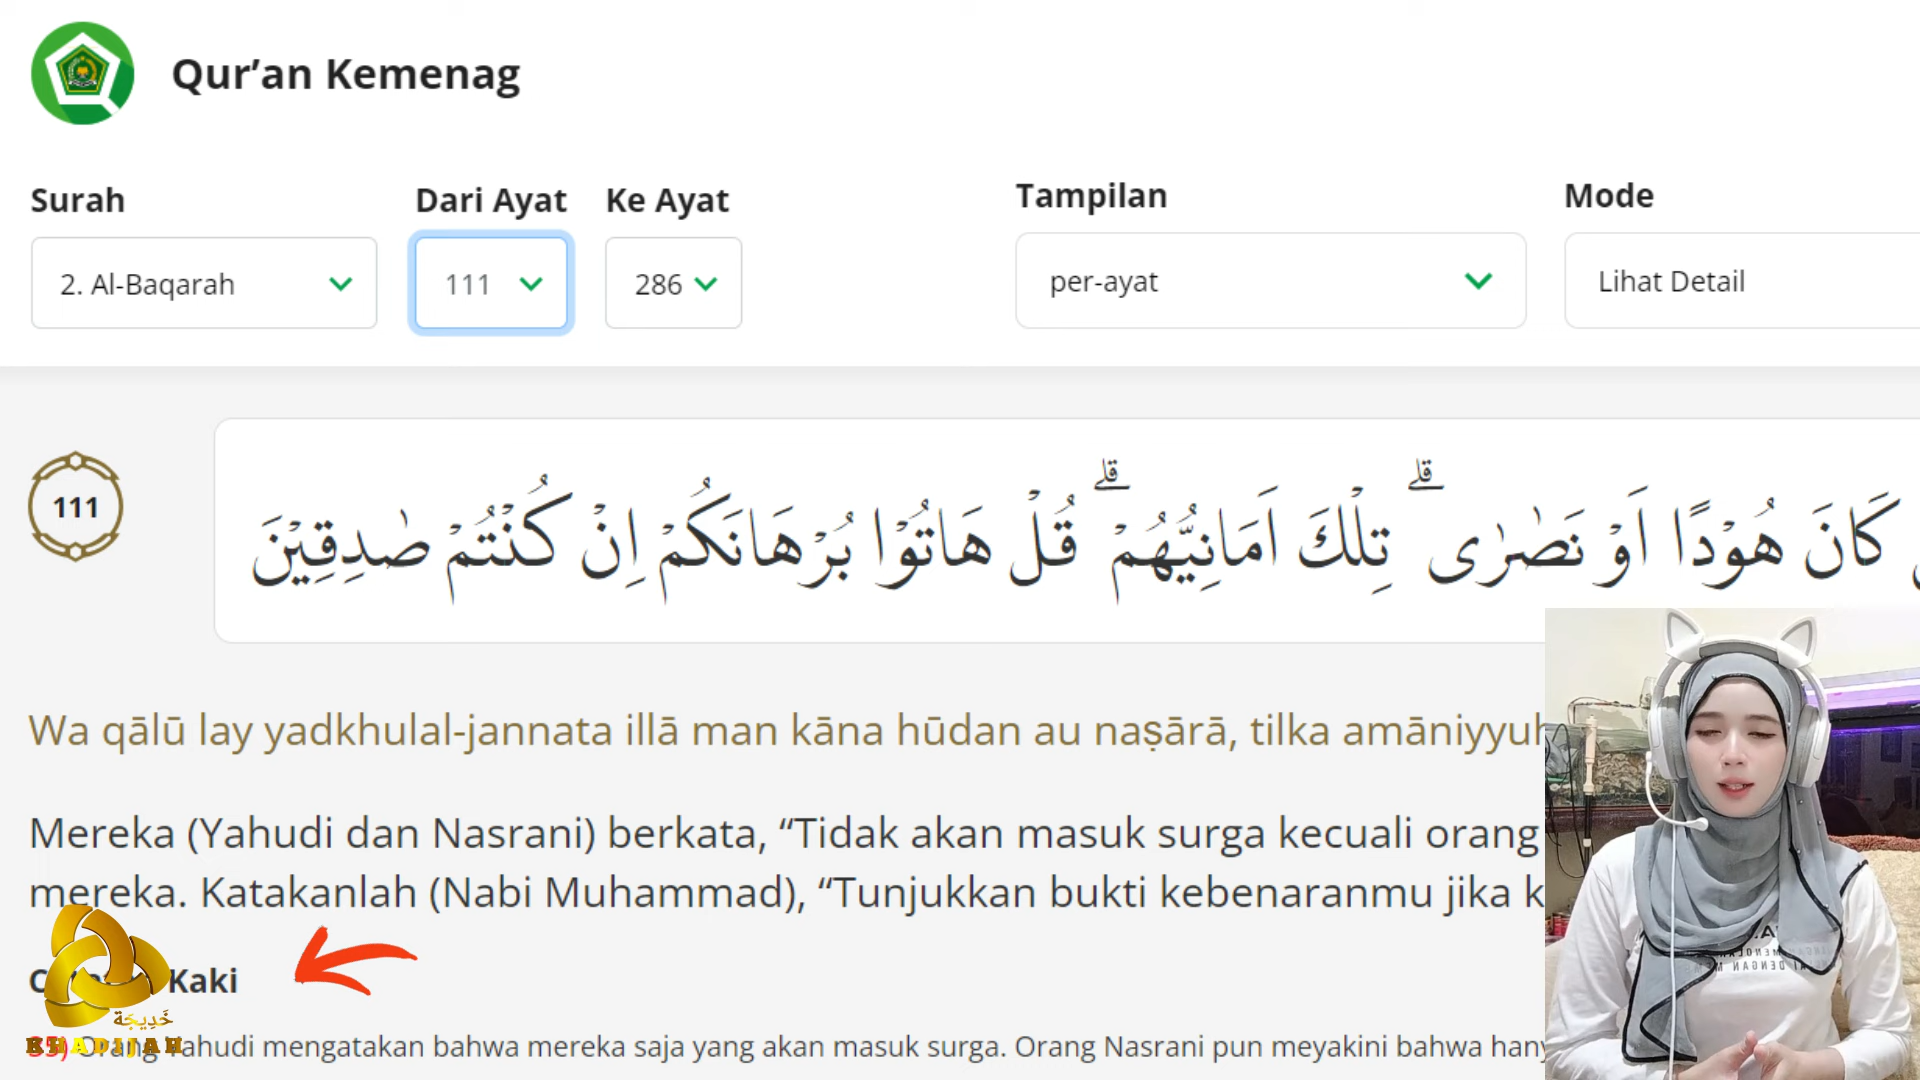 Qur’an Kemenag
Surah
Dari Ayat
Ke Ayat
Tampilan
Mode
2. Al-Baqarah
111
286
per-ayat
Lihat Detail
111
كَانَ هُوْدًا اَوْ نَصٰرٰى ۗ تِلْكَ اَمَانِيُّهُمْ ۗ قُلْ هَاتُوْا بُرْهَانَكُمْ اِنْ كُنْتُمْ صٰدِقِيْنَ
Wa qālū lay yadkhulal-jannata illā man kāna hūdan au naṣārā, tilka amāniyyuh
Mereka (Yahudi dan Nasrani) berkata, “Tidak akan masuk surga kecuali orang
mereka. Katakanlah (Nabi Muhammad), “Tunjukkan bukti kebenaranmu jika k
Kaki
خَدِيجَة
KHADIJAH
Yahudi mengatakan bahwa mereka saja yang akan masuk surga. Orang Nasrani pun meyakini bahwa hany